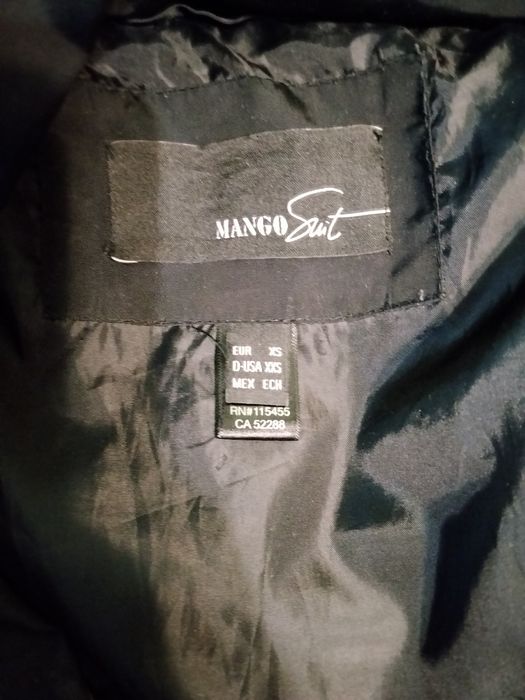 MANGO Suit
EUR XS
D-USA XXS
MEX ECH
RN#115455
CA 52288